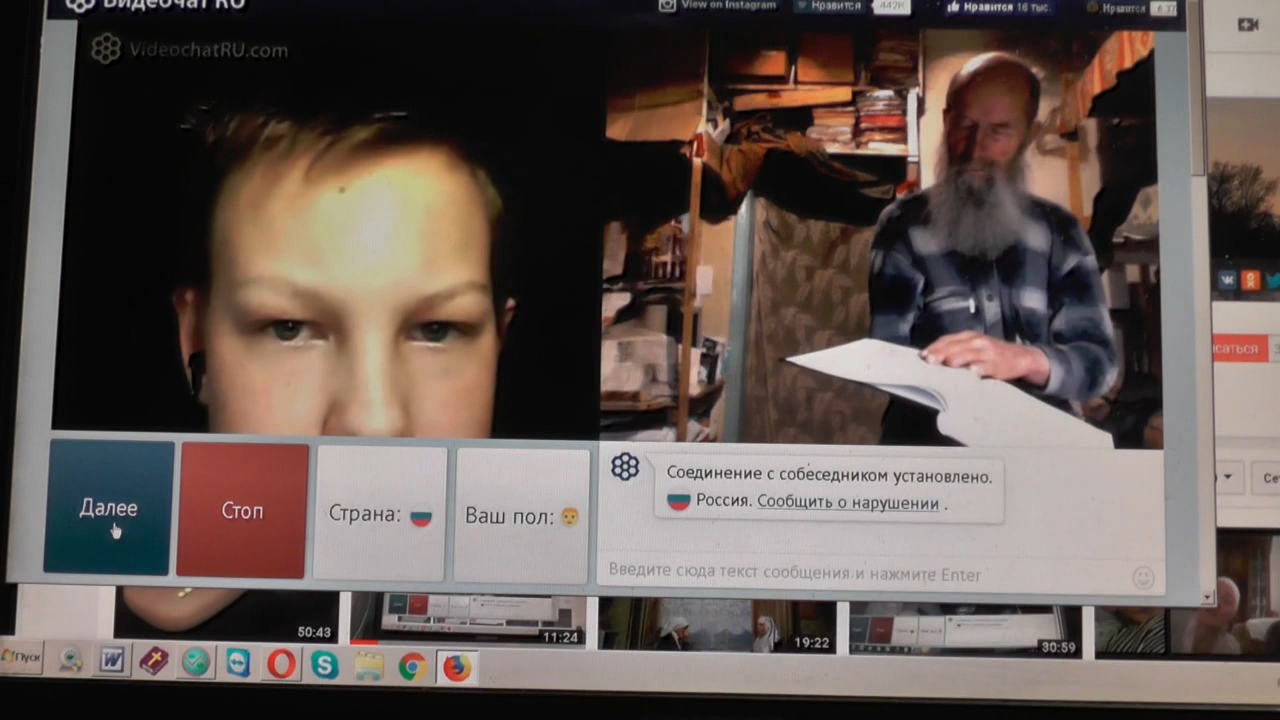 Видеочат RU
View on Instagram
Нравится 442K
Нравится 16 тыс.
Нравится
VideochatRU.com
Далее
Стоп
Страна:
Ваш пол:
Соединение с собеседником установлено.
Россия. Сообщить о нарушении .
Введите сюда текст сообщения и нажмите Enter
50:43
11:24
19:22
30:59
Пуск